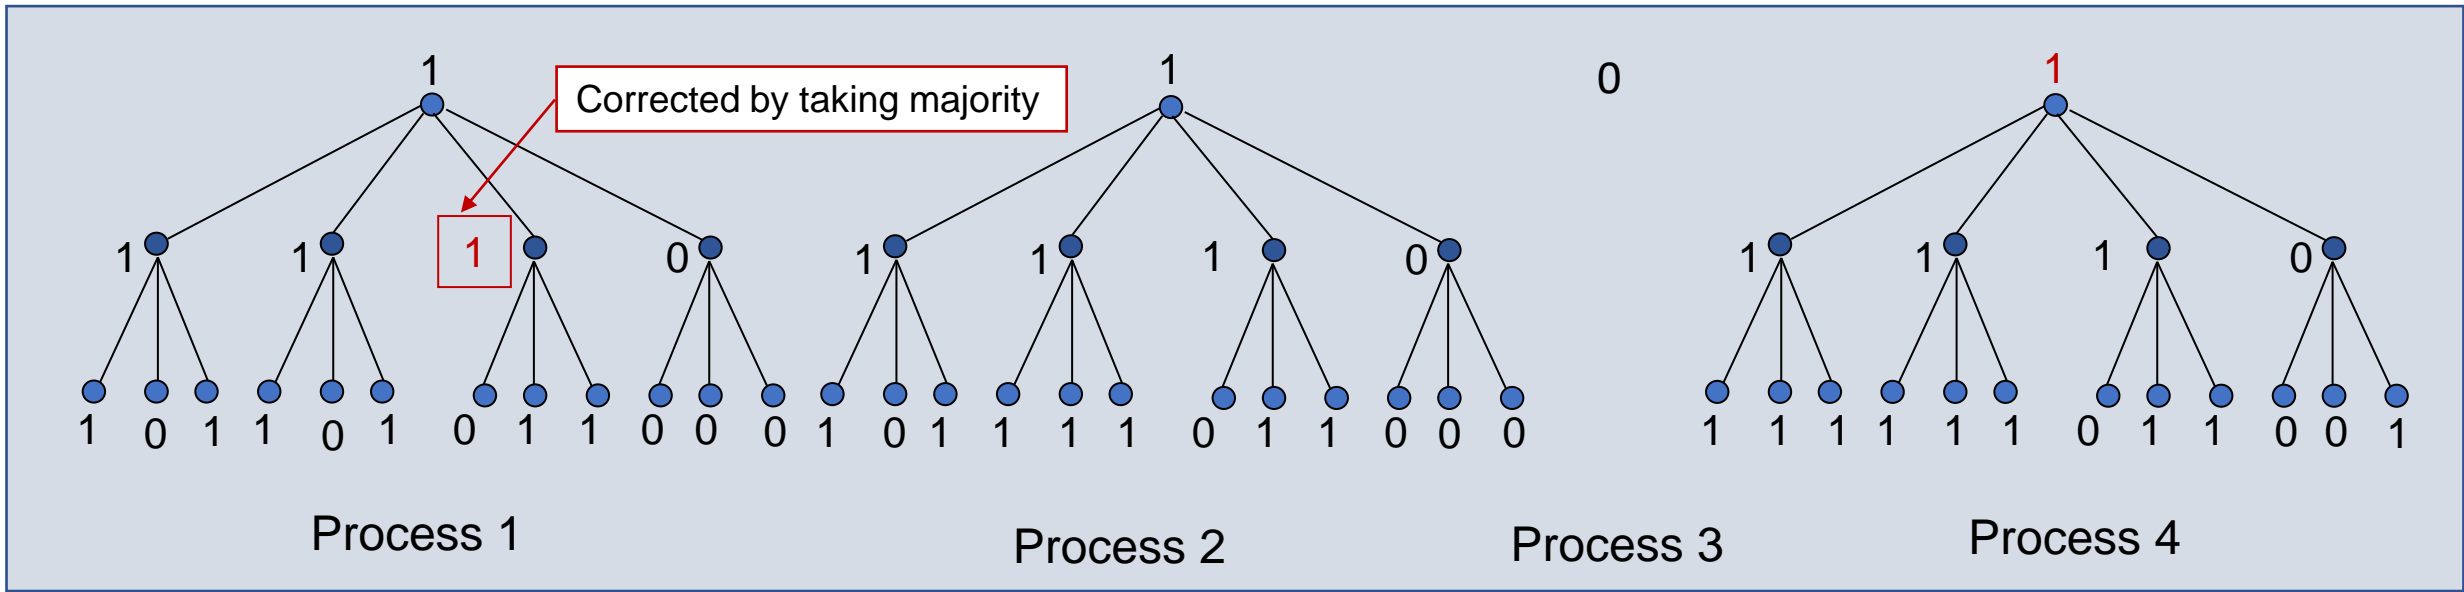 1 1 0 1
Corrected by taking majority
1 1 1 0 1 1 1 0 1 1 1 0
1 0 1 1 0 1 0 1 1 0 0 0 1 0 1 1 1 1 0 1 1 0 0 0 1 1 1 1 1 1 0 1 1 0 0 1
Process 1 Process 2 Process 3 Process 4